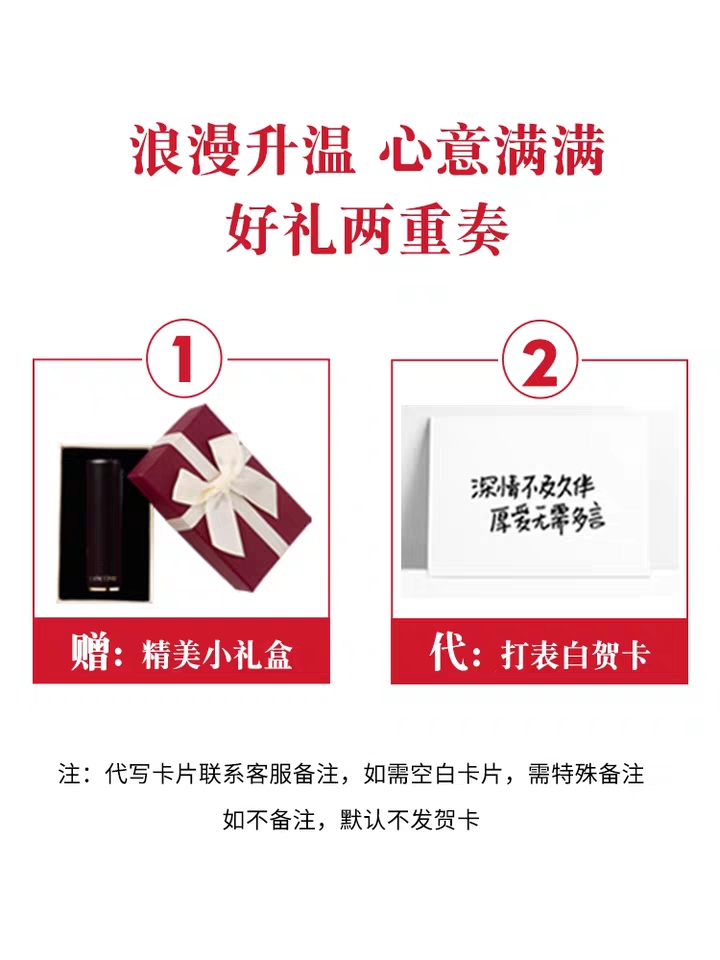 浪漫升温 心意满满
好礼两重奏
1
2
LANCOME
深情不及久伴
厚爱无需多言
赠：精美小礼盒
代：打表白贺卡
注：代写卡片联系客服备注，如需空白卡片，需特殊备注
如不备注，默认不发贺卡